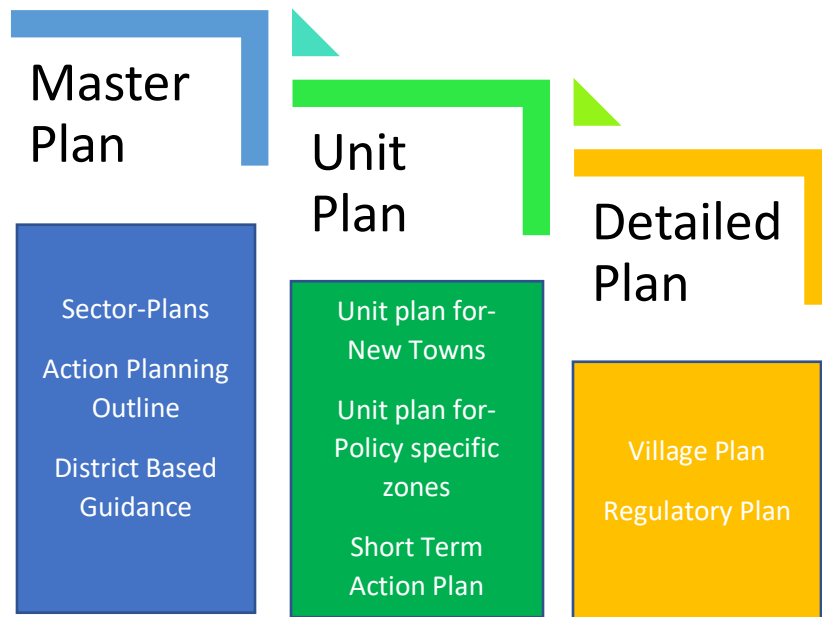 Master
Plan
Sector-Plans
Action Planning
Outline
District Based
Guidance
Unit
Plan
Unit plan for-
New Towns
Unit plan for-
Policy specific
zones
Short Term
Action Plan
Detailed
Plan
Village Plan
Regulatory Plan